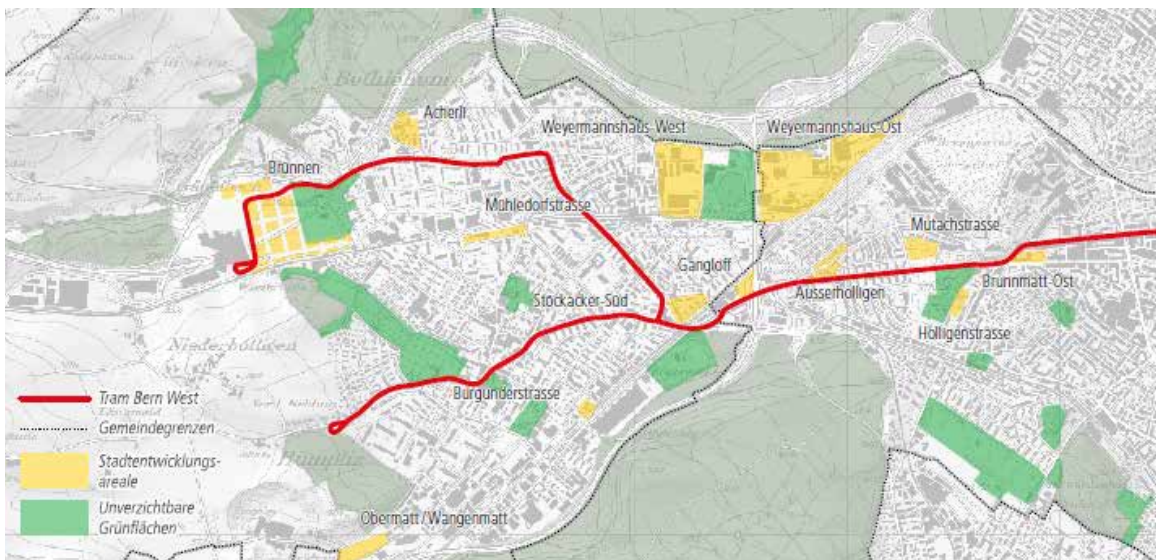 Acherli
Weyermannshaus-West
Weyermannshaus-Ost
Brünnen
Mühledorfstrasse
Mutachstrasse
Gangloff
Stöckacker-Süd
Ausserholligen
Brunnmatt-Ost
Holligenstrasse
Niederbottigen
Burgunderstrasse
Tram Bern West
Gemeindegrenzen
Stadtentwicklungs-
areale
Unverzichtbare
Grünflächen
Bümpliz
Obermatt/Wangenmatt